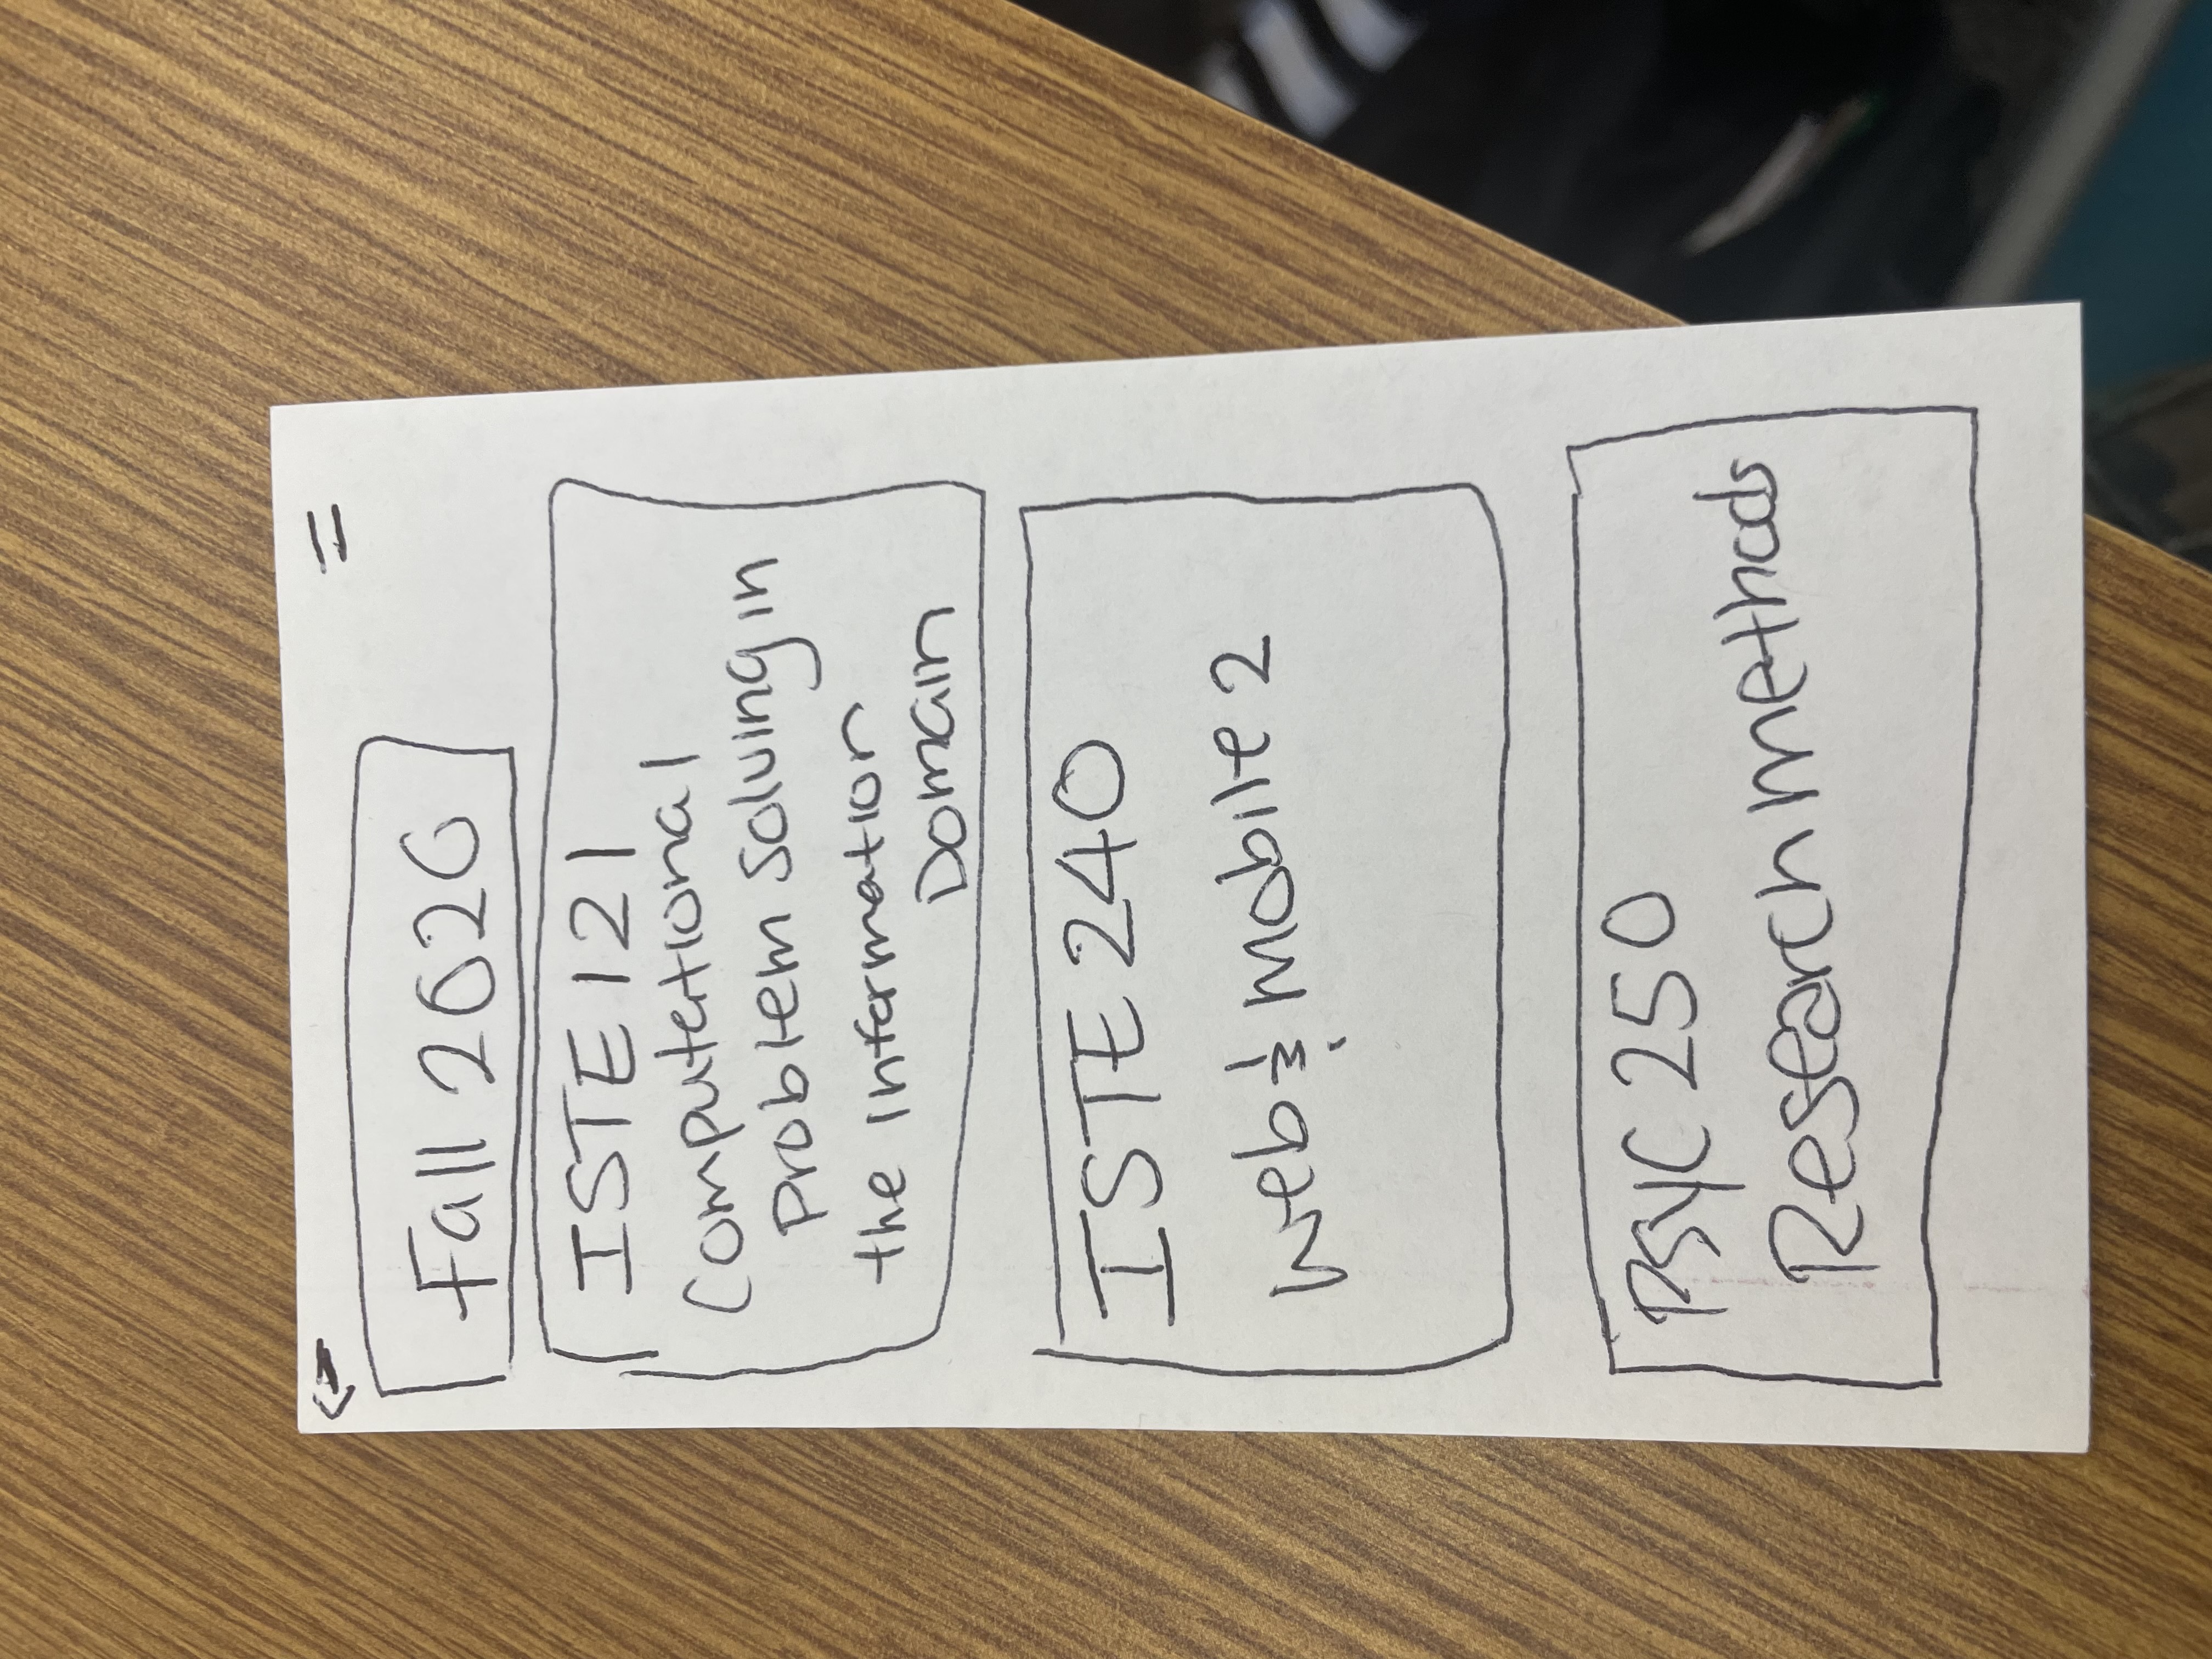 Fall 2026
ISTE 121
Computational
Problem Solving in
the Information
Domain
ISTE 240
Web & Mobile 2
PSYC 250
Research methods